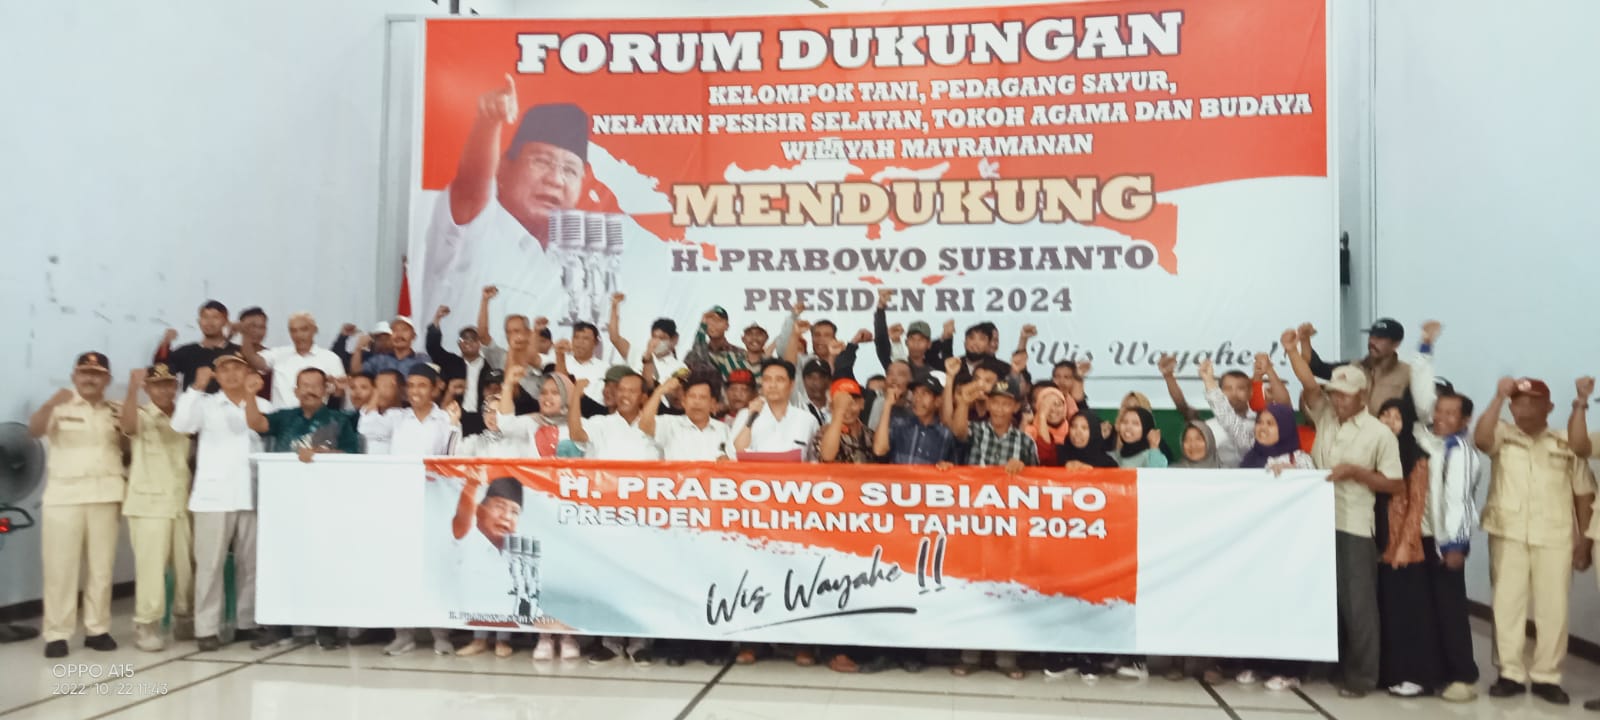 FORUM DUKUNGAN
KELOMPOK TANI, PEDAGANG SAYUR,
NELAYAN PESISIR SELATAN, TOKOH AGAMA DAN BUDAYA
WILAYAH MATRAMANAN
MENDUKUNG
H. PRABOWO SUBIANTO
PRESIDEN RI 2024
Wis Wayahe !!
H. PRABOWO SUBIANTO
PRESIDEN PILIHANKU TAHUN 2024
Wis Wayahe !!
H. PRABOWO SUBIANTO
OPPO A15
2022.10.22 11:43